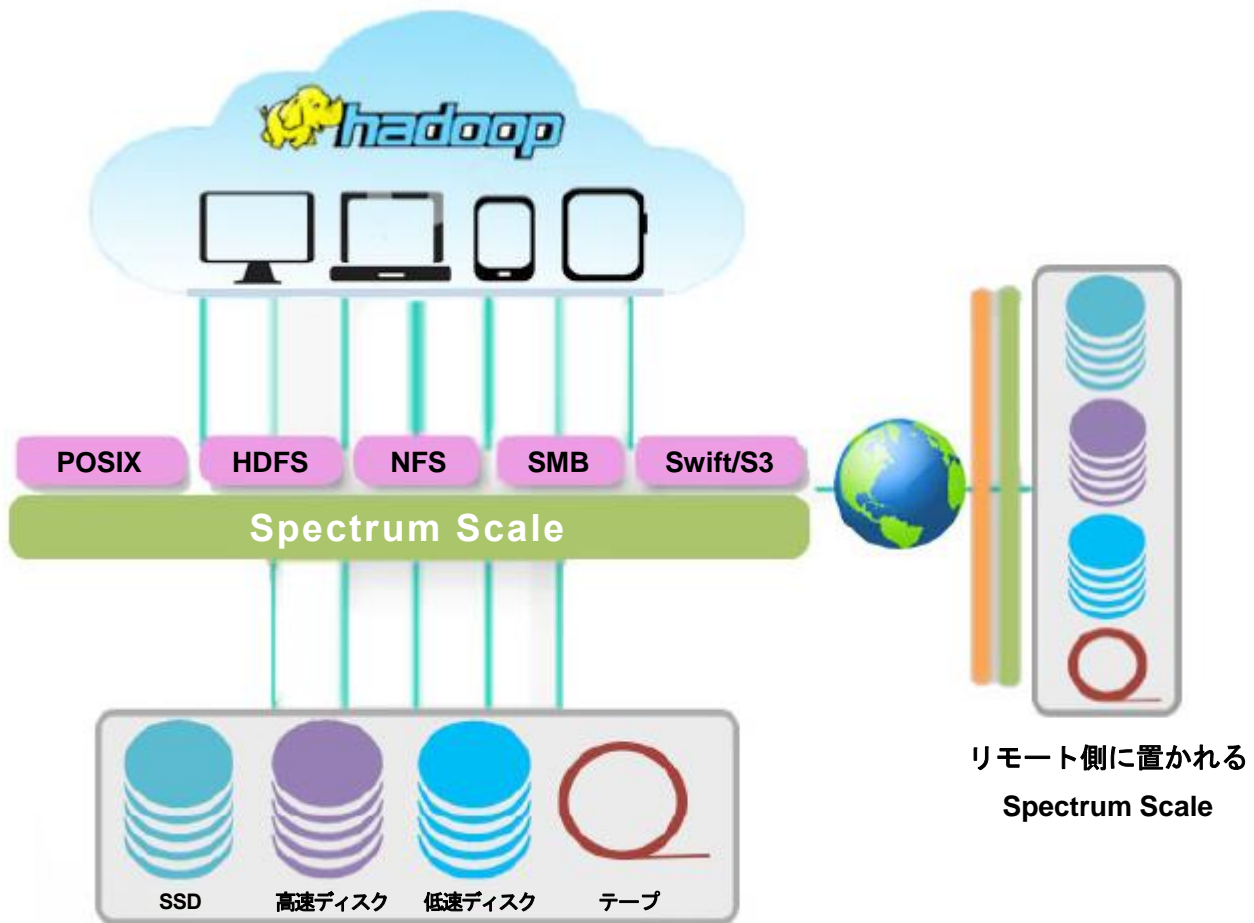 hadoop
POSIX
HDFS
NFS
SMB
Swift/S3
Spectrum Scale
SSD
高速ディスク
低速ディスク
テープ
リモート側に置かれる
Spectrum Scale